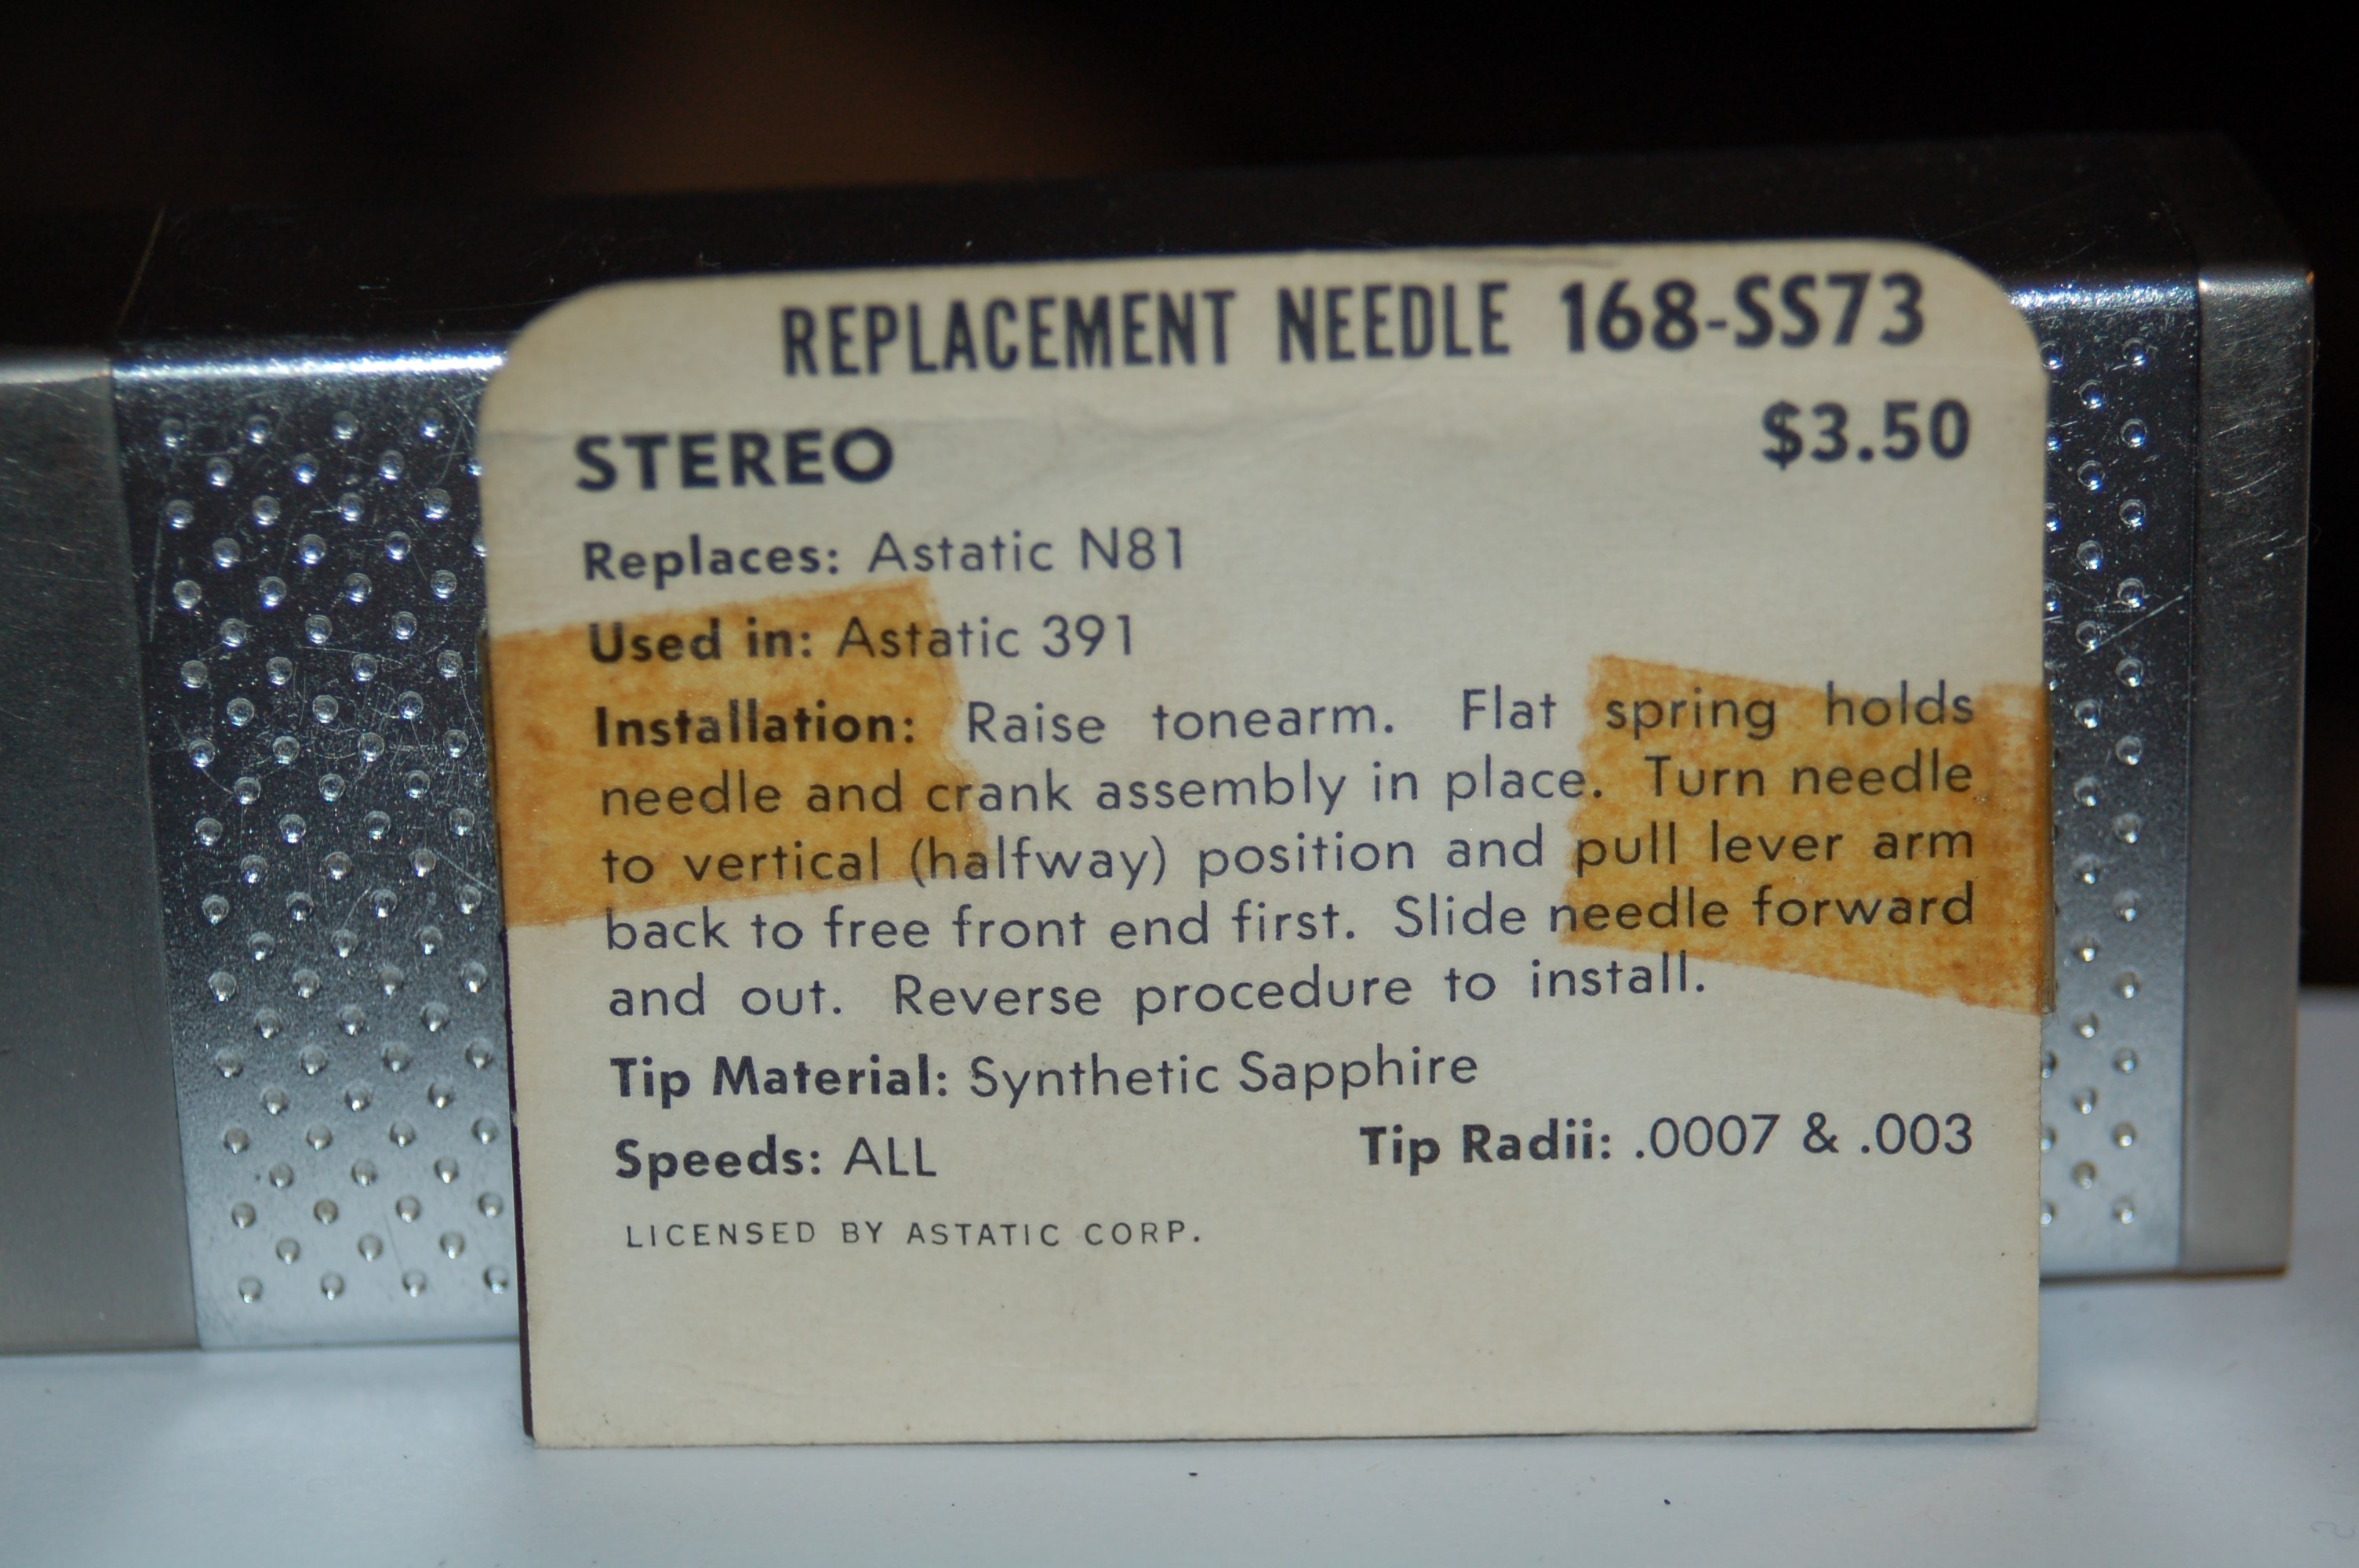 REPLACEMENT NEEDLE 168-SS73
STEREO $3.50
Replaces: Astatic N81
Used in: Astatic 391
Installation: Raise tonearm. Flat spring holds
needle and crank assembly in place. Turn needle
to vertical (halfway) position and pull lever arm
back to free front end first. Slide needle forward
and out. Reverse procedure to install.
Tip Material: Synthetic Sapphire
Speeds: ALL Tip Radii: .0007 & .003
LICENSED BY ASTATIC CORP.